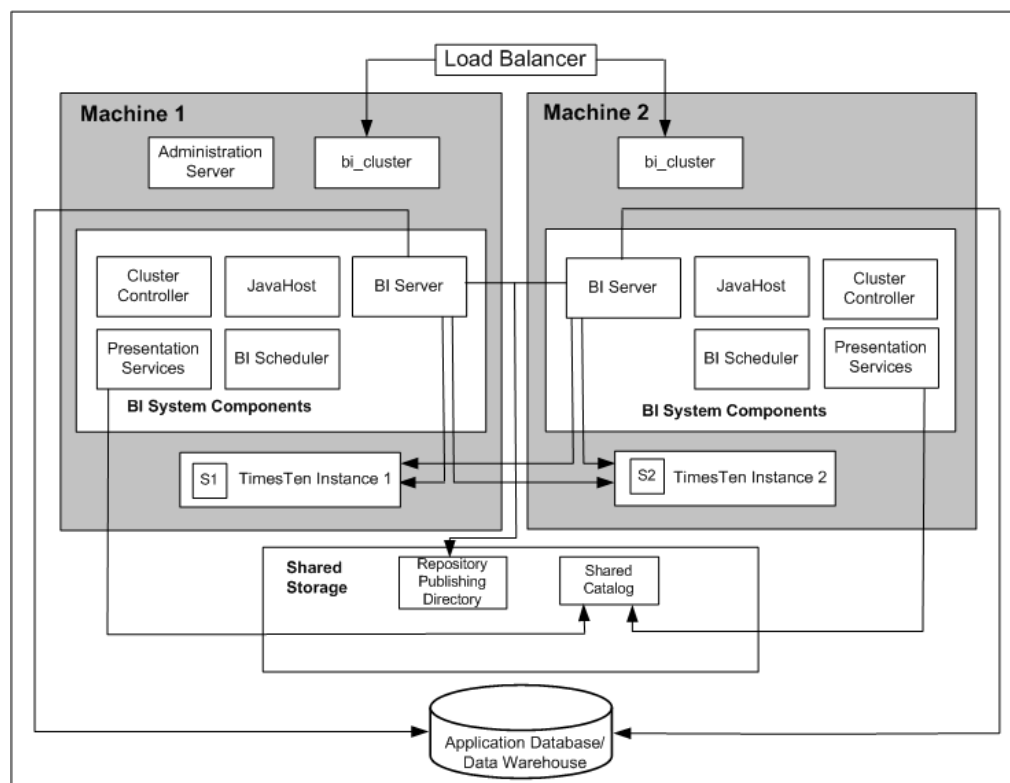 Load Balancer
Machine 1
Administration
Server
bi_cluster
BI System Components
Cluster
Controller
JavaHost
BI Server
Presentation
Services
BI Scheduler
S1
TimesTen Instance 1
Machine 2
bi_cluster
BI Server
JavaHost
Cluster
Controller
BI Scheduler
Presentation
Services
BI System Components
S2
TimesTen Instance 2
Shared
Storage
Repository
Publishing
Directory
Shared
Catalog
Application Database/
Data Warehouse